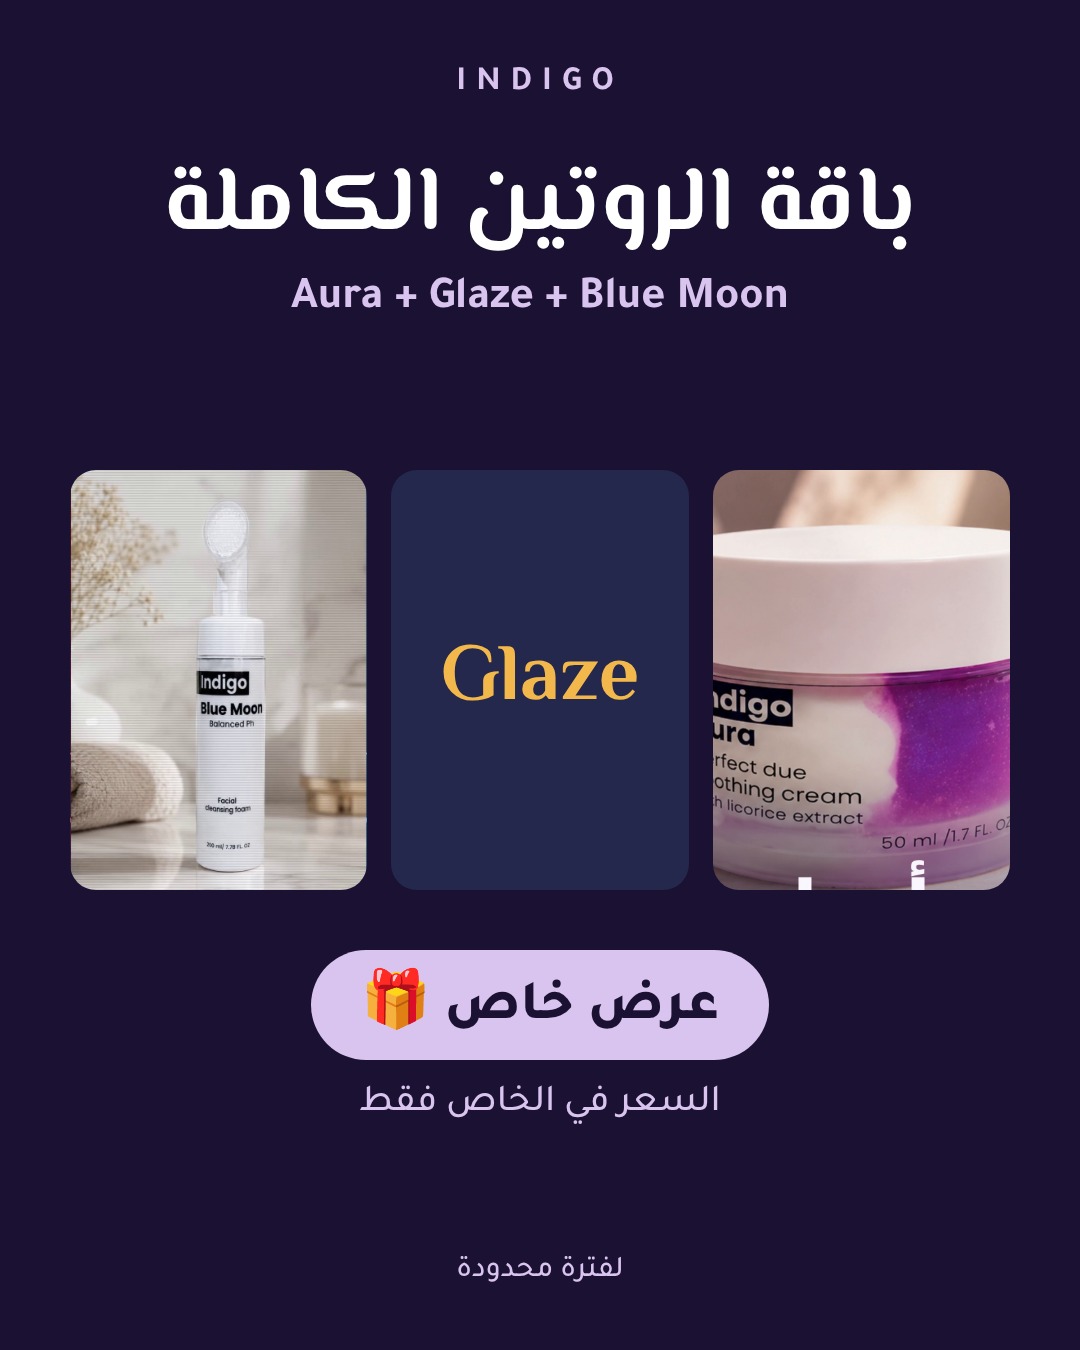 INDIGO
باقة الروتين الكاملة
Aura + Glaze + Blue Moon
Indigo
Blue Moon
Balanced Ph
Facial
cleansing foam
Glaze
ndigo
ura
rfect due
othing cream
h licorice extract
50 ml /1.7 FL. OZ
عرض خاص 🎁
السعر في الخاص فقط
لفترة محدودة